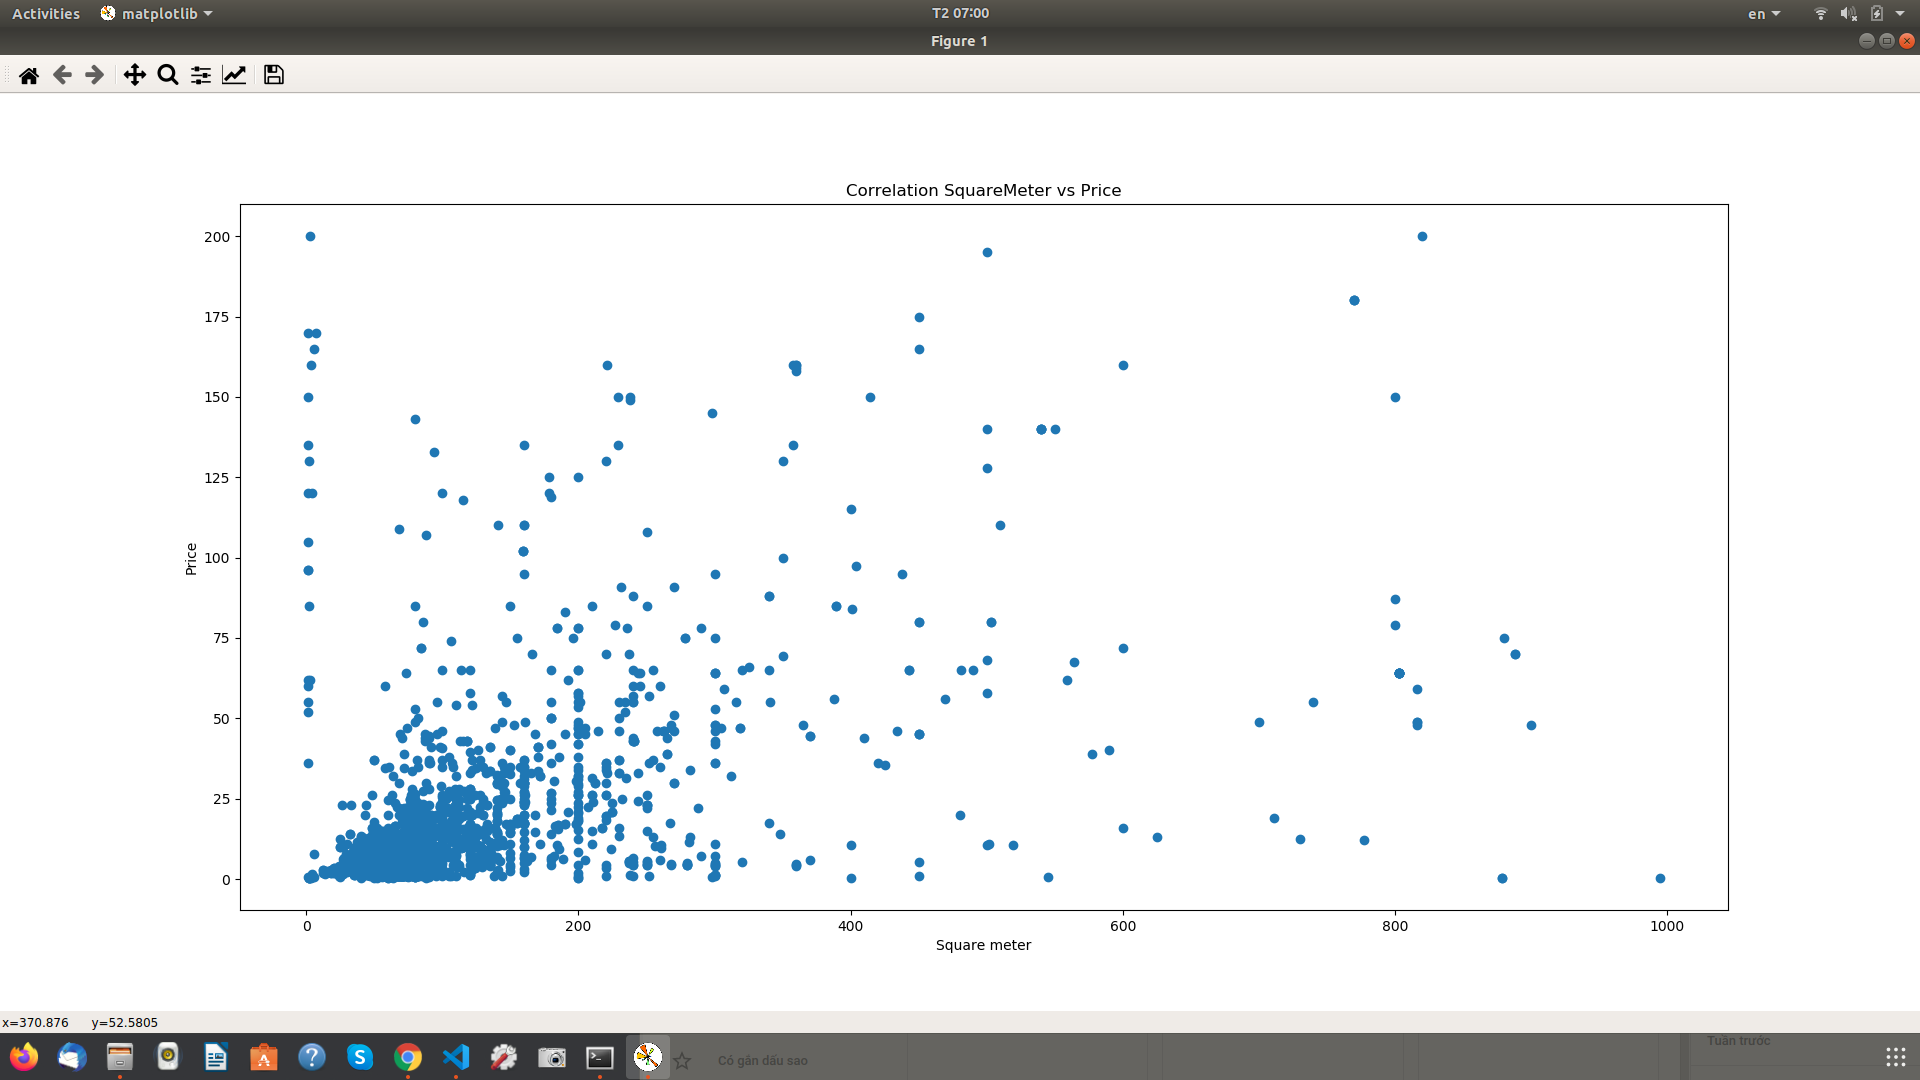 Activities matplotlib T2 07:00 en
Figure 1
Correlation SquareMeter vs Price
200
175
150
125
100
75
50
25
0
Price
0 200 400 600 800 1000
Square meter
x=370.876 y=52.5805
Có gắn dấu sao
Tuần trước